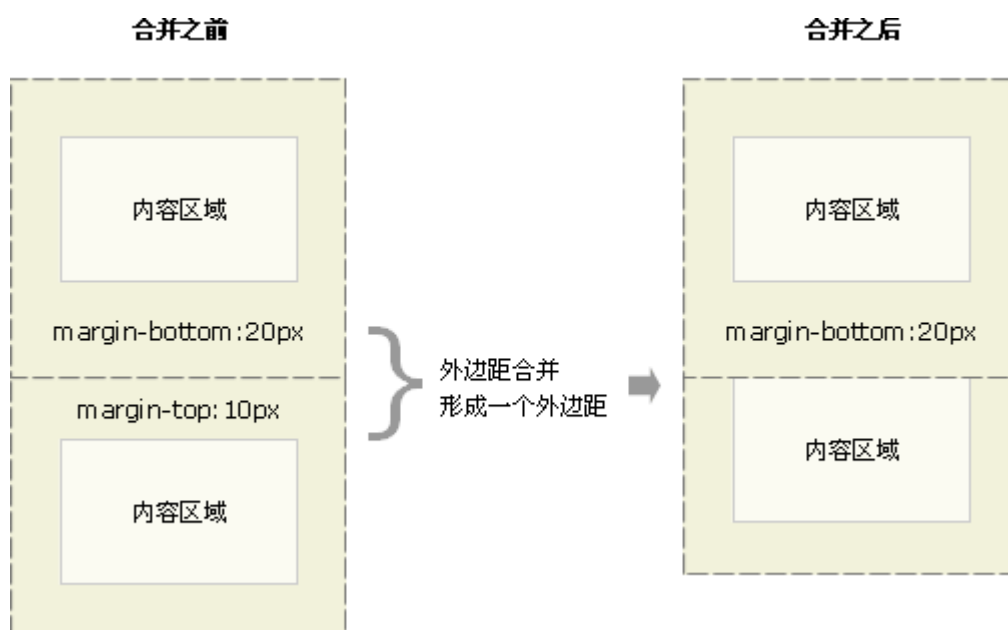 合并之前
内容区域
margin-bottom:20px
margin-top: 10px
内容区域
外边距合并
形成一个外边距
合并之后
内容区域
margin-bottom:20px
内容区域